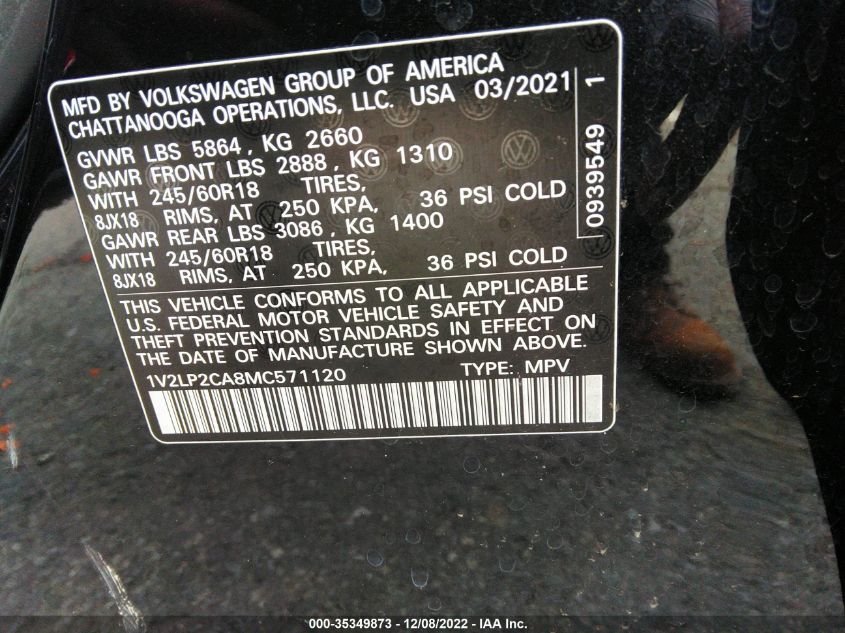 MFD BY VOLKSWAGEN GROUP OF AMERICA
CHATTANOOGA OPERATIONS, LLC. USA 03/2021
GVWR LBS 5864, KG 2660
GAWR FRONT LBS 2888, KG 1310
WITH 245/60R18 TIRES,
8JX18 RIMS, AT 250 KPA, 36 PSI COLD
GAWR REAR LBS 3086, KG 1400
WITH 245/60R18 TIRES,
8JX18 RIMS, AT 250 KPA, 36 PSI COLD
THIS VEHICLE CONFORMS TO ALL APPLICABLE
U.S. FEDERAL MOTOR VEHICLE SAFETY AND
THEFT PREVENTION STANDARDS IN EFFECT ON
THE DATE OF MANUFACTURE SHOWN ABOVE.
1V2LP2CA8MC571120 TYPE: MPV
0939549 1
000-35349873 - 12/08/2022 - IAA Inc.